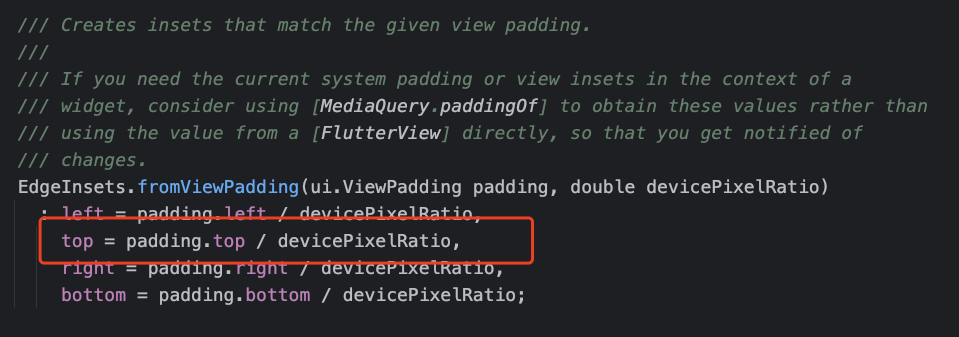 /// Creates insets that match the given view padding.
///
/// If you need the current system padding or view insets in the context of a
/// widget, consider using [MediaQuery.paddingOf] to obtain these values rather than
/// using the value from a [FlutterView] directly, so that you get notified of
/// changes.
EdgeInsets.fromViewPadding(ui.ViewPadding padding, double devicePixelRatio)
: left = padding.left / devicePixelRatio,
top = padding.top / devicePixelRatio,
right = padding.right / devicePixelRatio,
bottom = padding.bottom / devicePixelRatio;